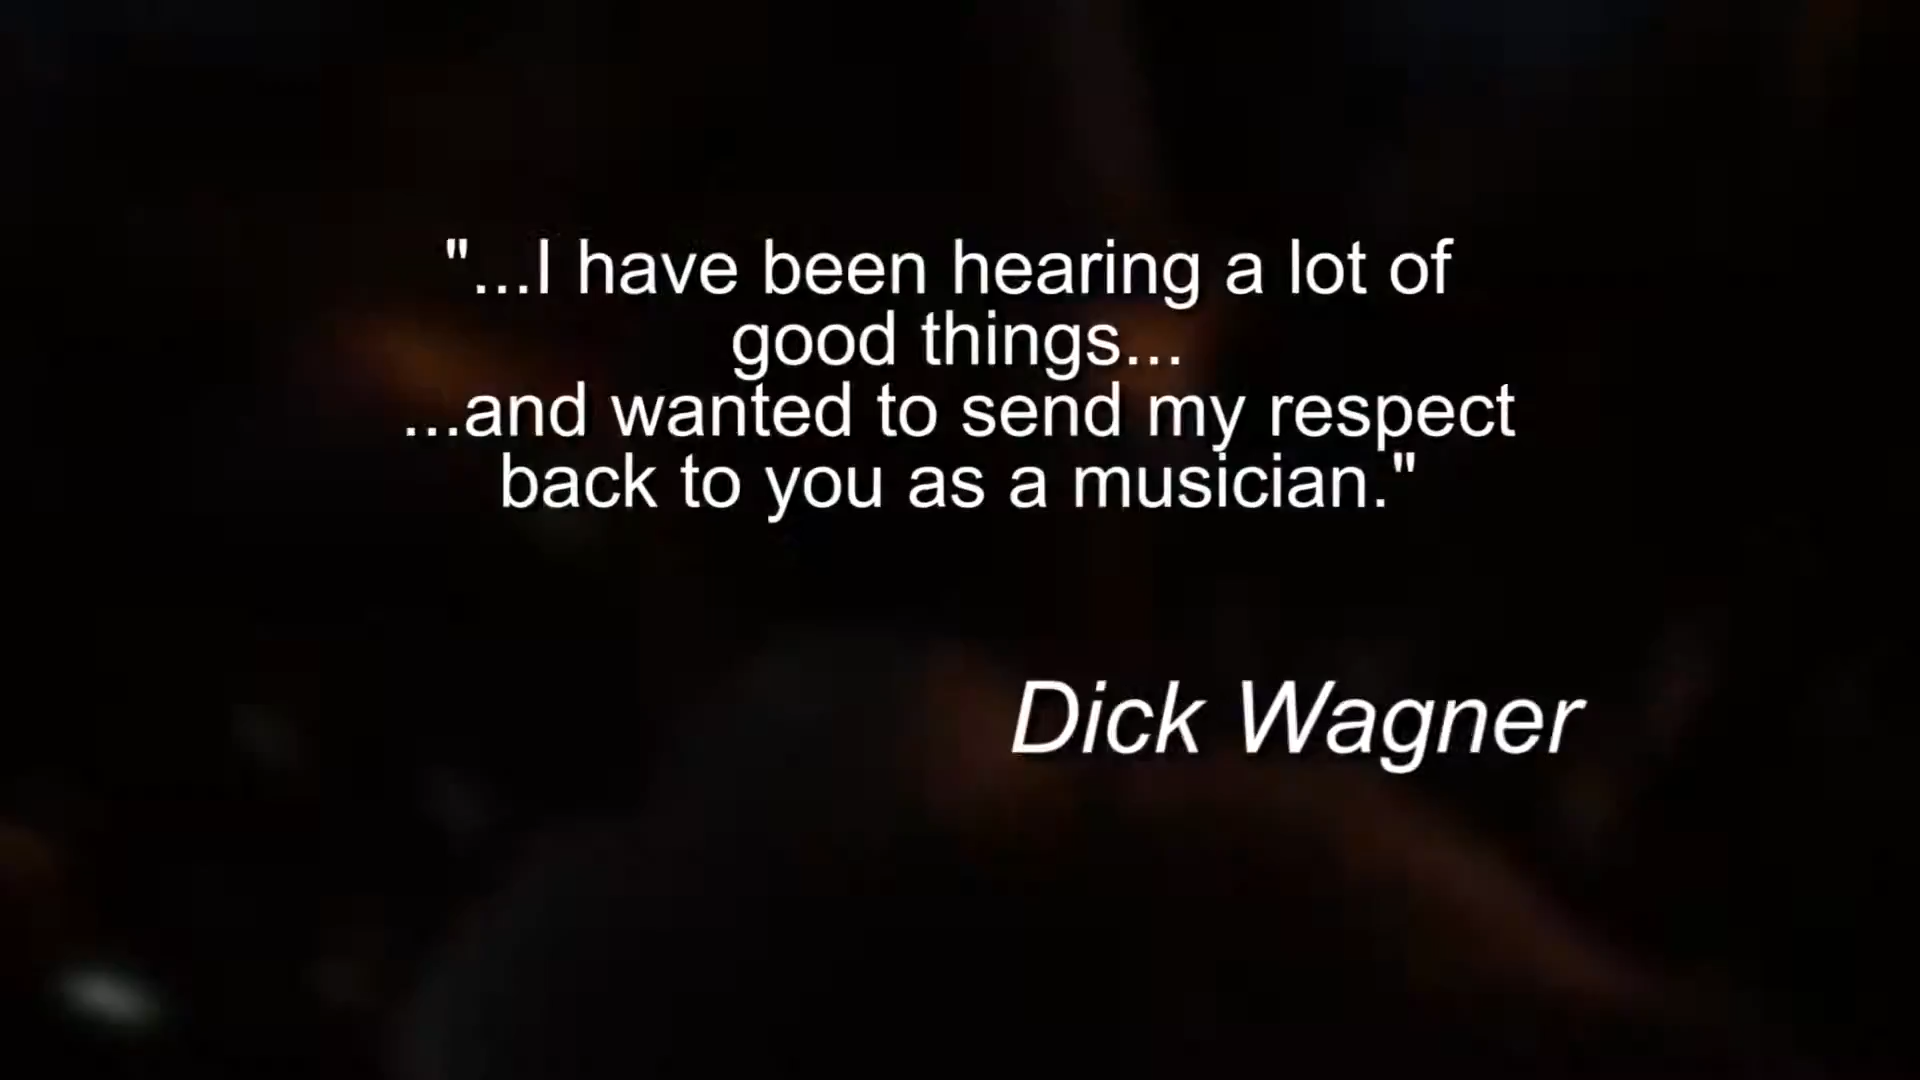 "...I have been hearing a lot of
good things...
...and wanted to send my respect
back to you as a musician."
Dick Wagner